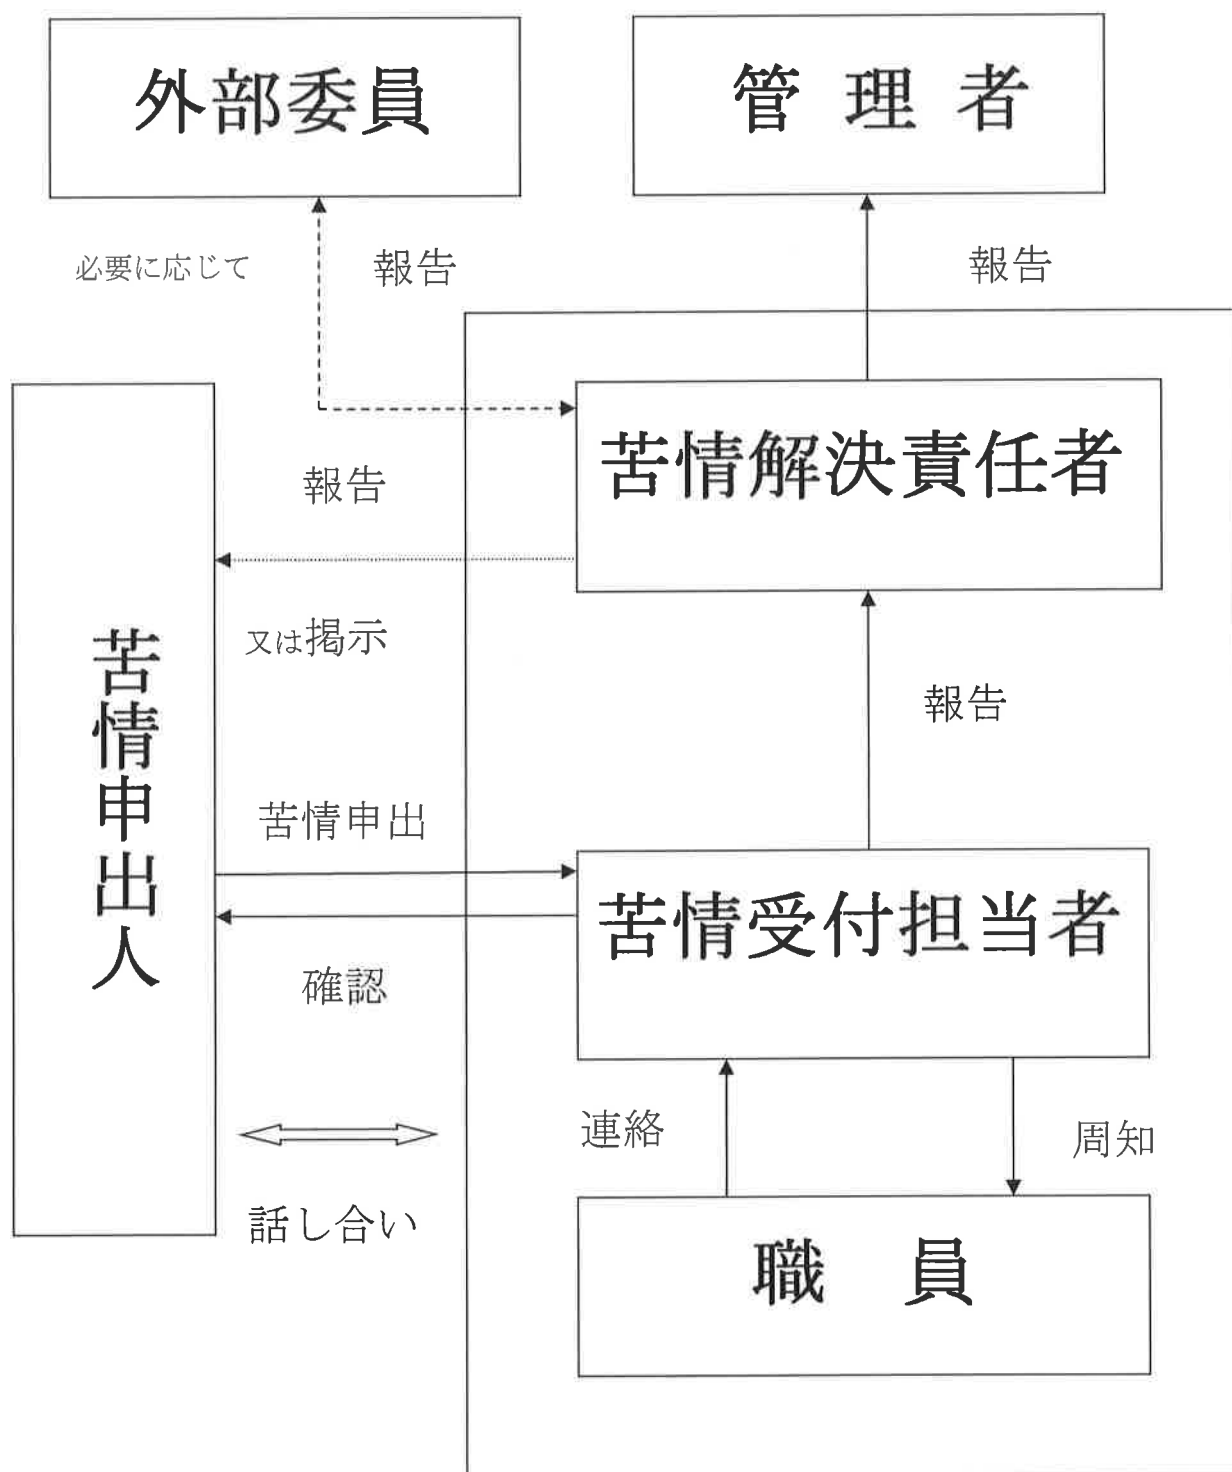 外部委員
管理者
必要に応じて
報告
報告
苦情解決責任者
報告
又は掲示
報告
苦情申出人
苦情申出
苦情受付担当者
確認
連絡
周知
話し合い
職員